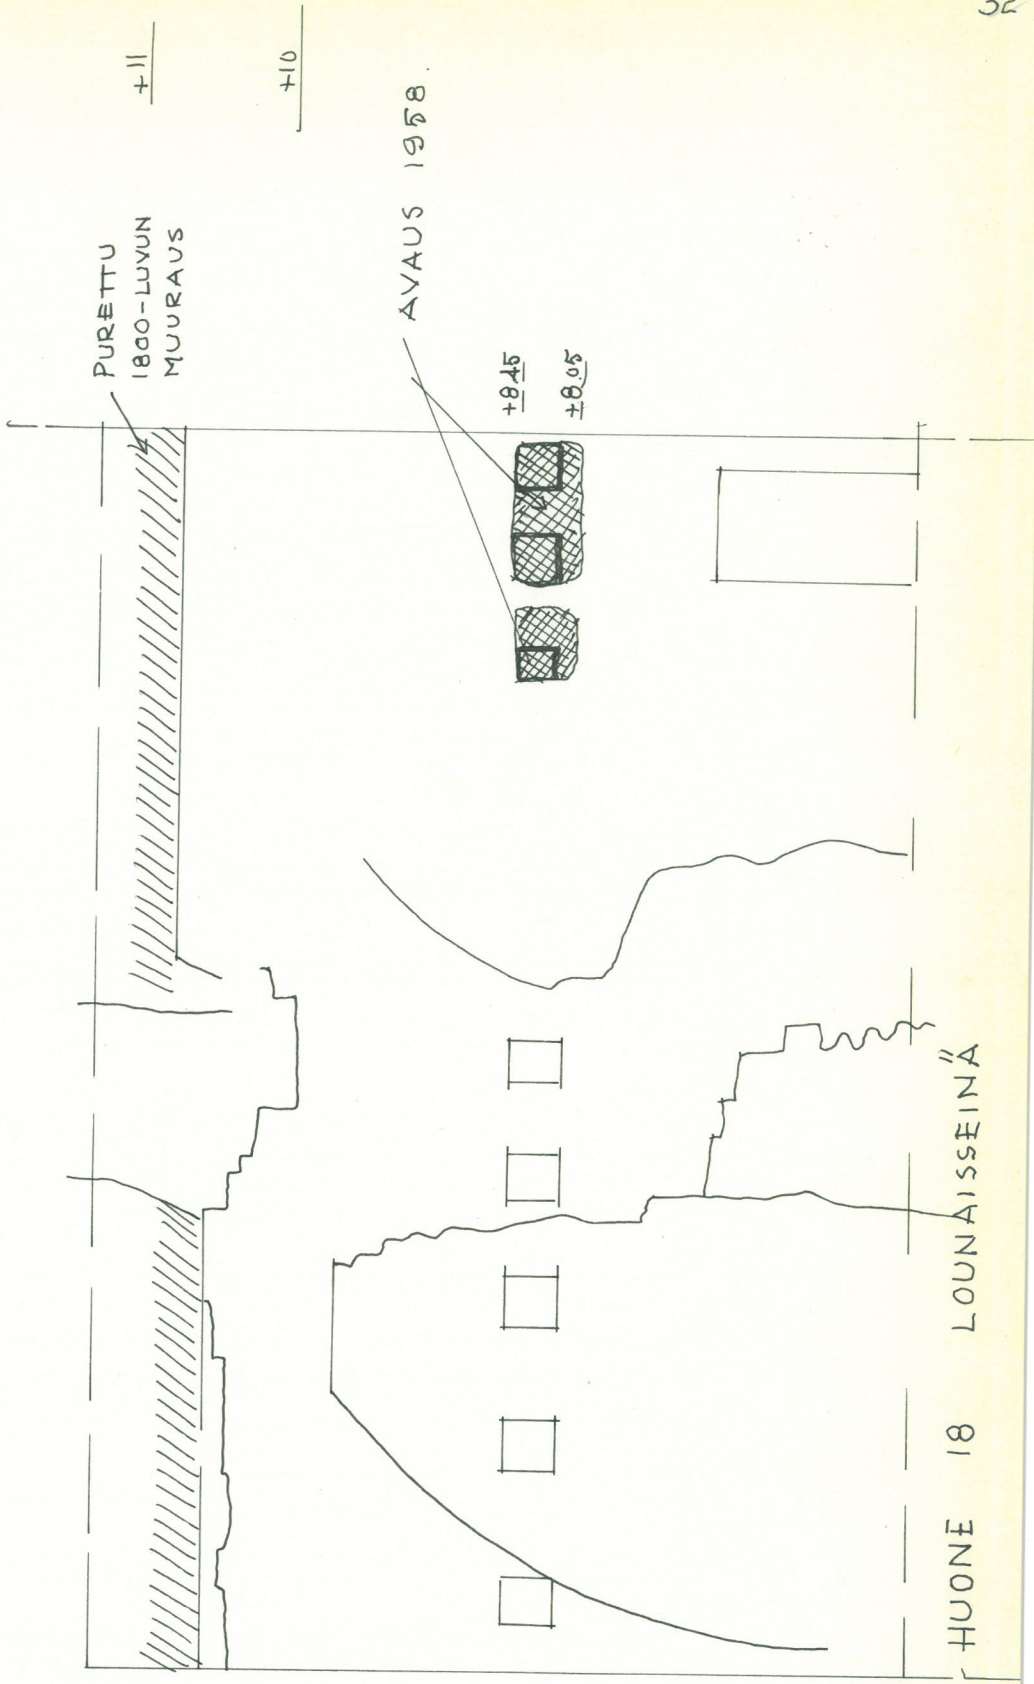 +11
+10
PURETTU
1800-LUVUN
MUURAUS
AVAUS 1958.
+8.45
+8.05
HUONE 18 LOUNAISSEINÄ